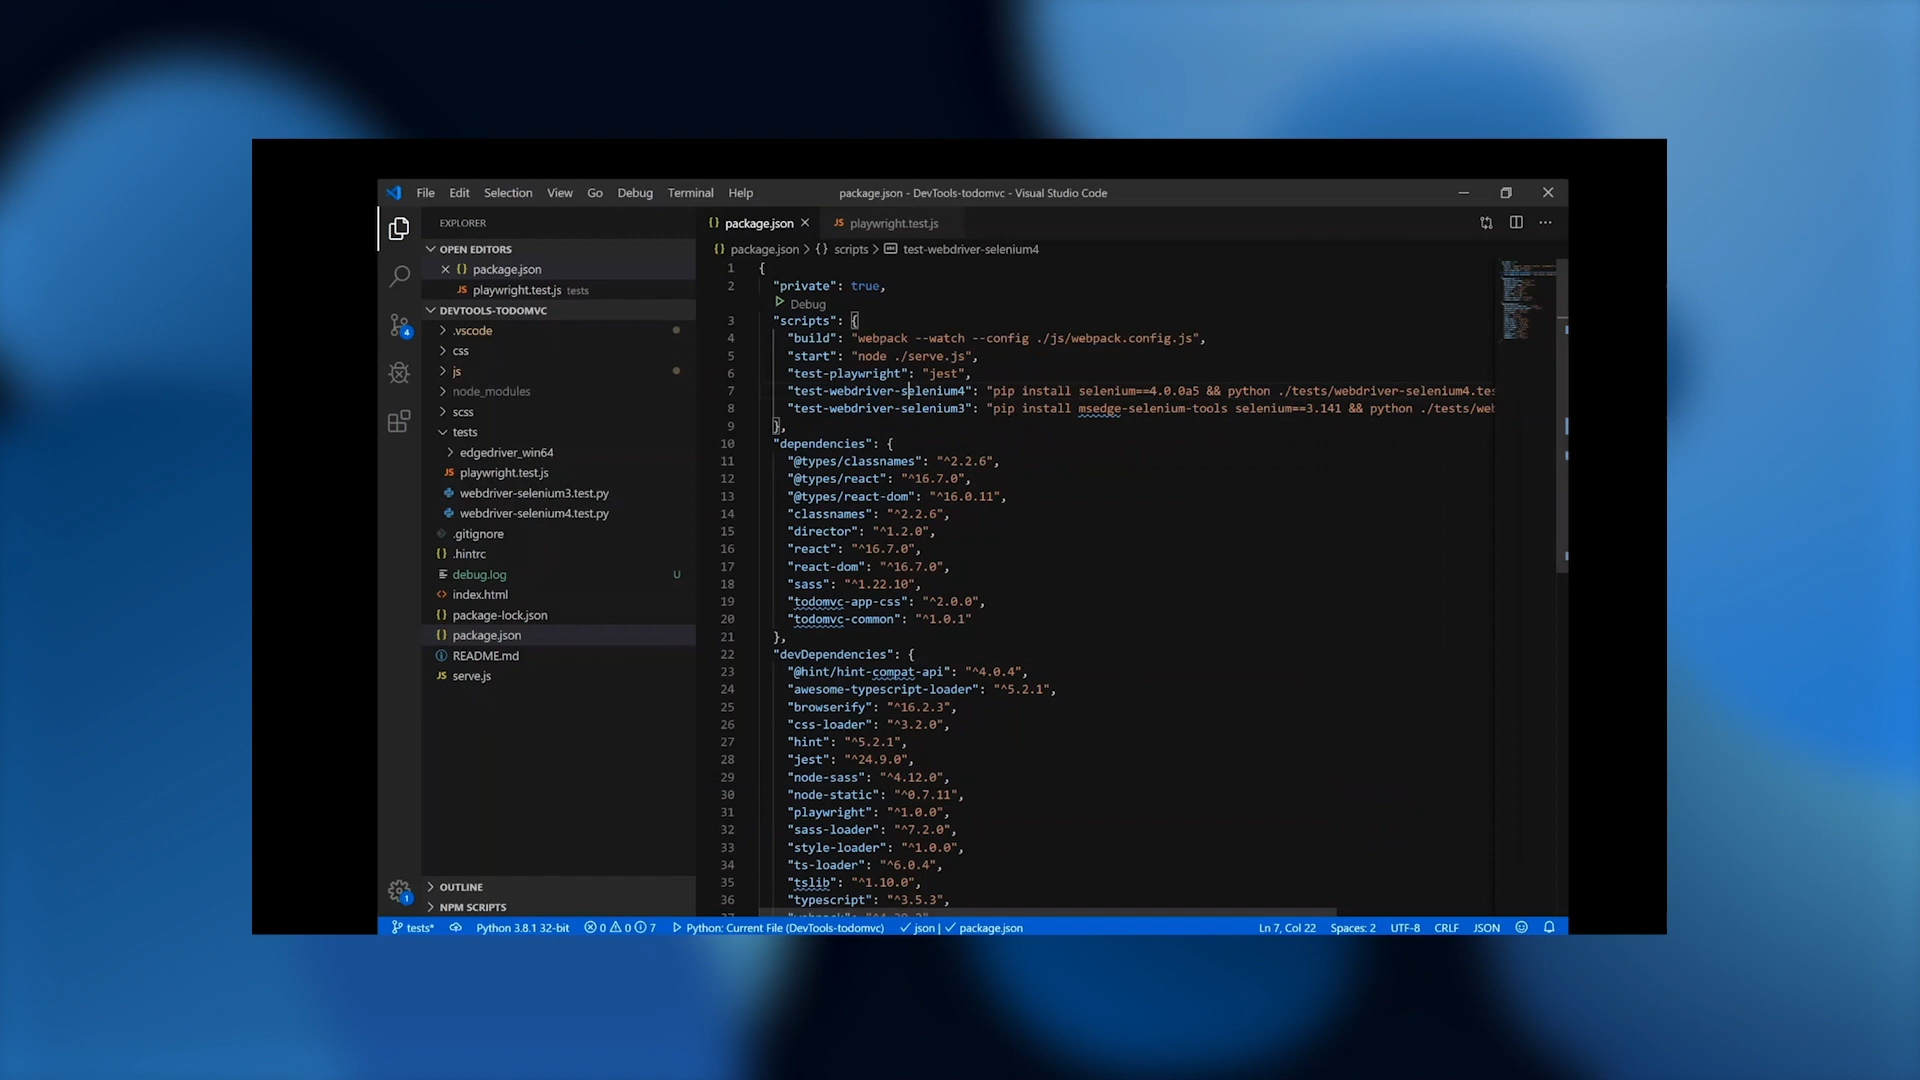 File Edit Selection View Go Debug Terminal Help
package.json - DevTools-todomvc - Visual Studio Code
EXPLORER
OPEN EDITORS
package.json
playwright.test.js tests
DEVTOOLS-TODOMVC
.vscode
css
js
node_modules
scss
tests
edgedriver_win64
playwright.test.js
webdriver-selenium3.test.py
webdriver-selenium4.test.py
.gitignore
.hintrc
debug.log U
index.html
package-lock.json
package.json
README.md
serve.js
OUTLINE
NPM SCRIPTS
4
1
package.json
playwright.test.js
package.json > {} scripts > test-webdriver-selenium4
1 {
2 "private": true,
Debug
3 "scripts": {
4 "build": "webpack --watch --config ./js/webpack.config.js",
5 "start": "node ./serve.js",
6 "test-playwright": "jest",
7 "test-webdriver-selenium4": "pip install selenium==4.0.0a5 && python ./tests/webdriver-selenium4.tes
8 "test-webdriver-selenium3": "pip install msedge-selenium-tools selenium==3.141 && python ./tests/web
9 },
10 "dependencies": {
11 "@types/classnames": "^2.2.6",
12 "@types/react": "^16.7.0",
13 "@types/react-dom": "^16.0.11",
14 "classnames": "^2.2.6",
15 "director": "^1.2.0",
16 "react": "^16.7.0",
17 "react-dom": "^16.7.0",
18 "sass": "^1.22.10",
19 "todomvc-app-css": "^2.0.0",
20 "todomvc-common": "^1.0.1"
21 },
22 "devDependencies": {
23 "@hint/hint-compat-api": "^4.0.4",
24 "awesome-typescript-loader": "^5.2.1",
25 "browserify": "^16.2.3",
26 "css-loader": "^3.2.0",
27 "hint": "^5.2.1",
28 "jest": "^24.9.0",
29 "node-sass": "^4.12.0",
30 "node-static": "^0.7.11",
31 "playwright": "^1.0.0",
32 "sass-loader": "^7.2.0",
33 "style-loader": "^1.0.0",
34 "ts-loader": "^6.0.4",
35 "tslib": "^1.10.0",
36 "typescript": "^3.5.3",
tests* Python 3.8.1 32-bit 0 0 7 Python: Current File (DevTools-todomvc) json | package.json Ln 7, Col 22 Spaces: 2 UTF-8 CRLF JSON